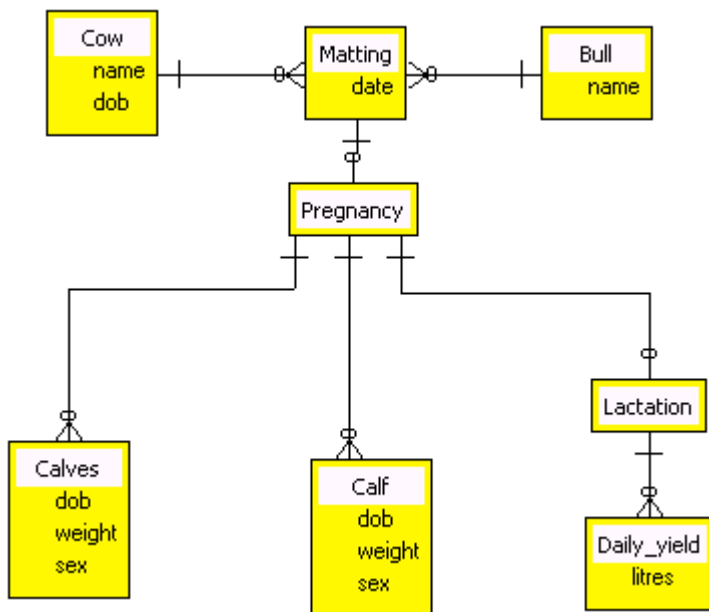 Cow
name
dob
Matting
date
Bull
name
Pregnancy
Calves
dob
weight
sex
Calf
dob
weight
sex
Lactation
Daily_yield
litres